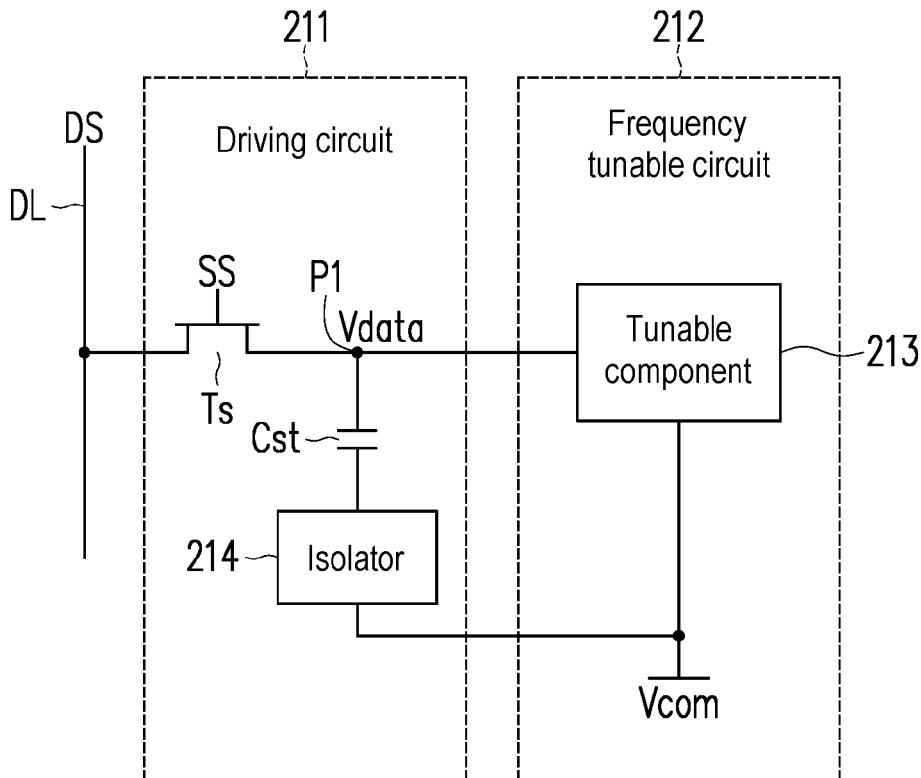 211
212
DS
Driving circuit
Frequency
tunable circuit
DL
SS
P1
Vdata
Tunable
component
213
Ts
Cst
214
Isolator
Vcom